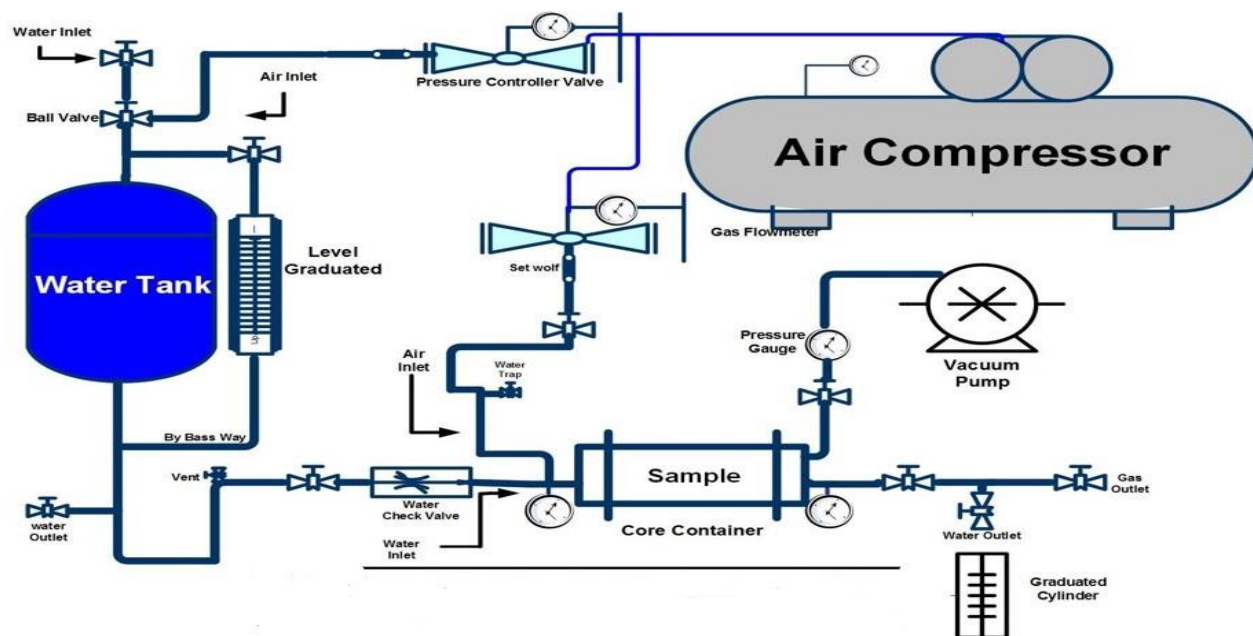 Water Inlet
Air Inlet
Pressure Controller Valve
Ball Valve
Air Compressor
Level
Graduated
Water Tank
Set wolf
Gas Flowmeter
Pressure
Gauge
Vacuum
Pump
Air
Inlet
Water
Trap
By Bass Way
Vent
Sample
Gas
Outlet
water
Outlet
Water
Check Valve
Core Container
Water Outlet
Water
Inlet
Graduated
Cylinder